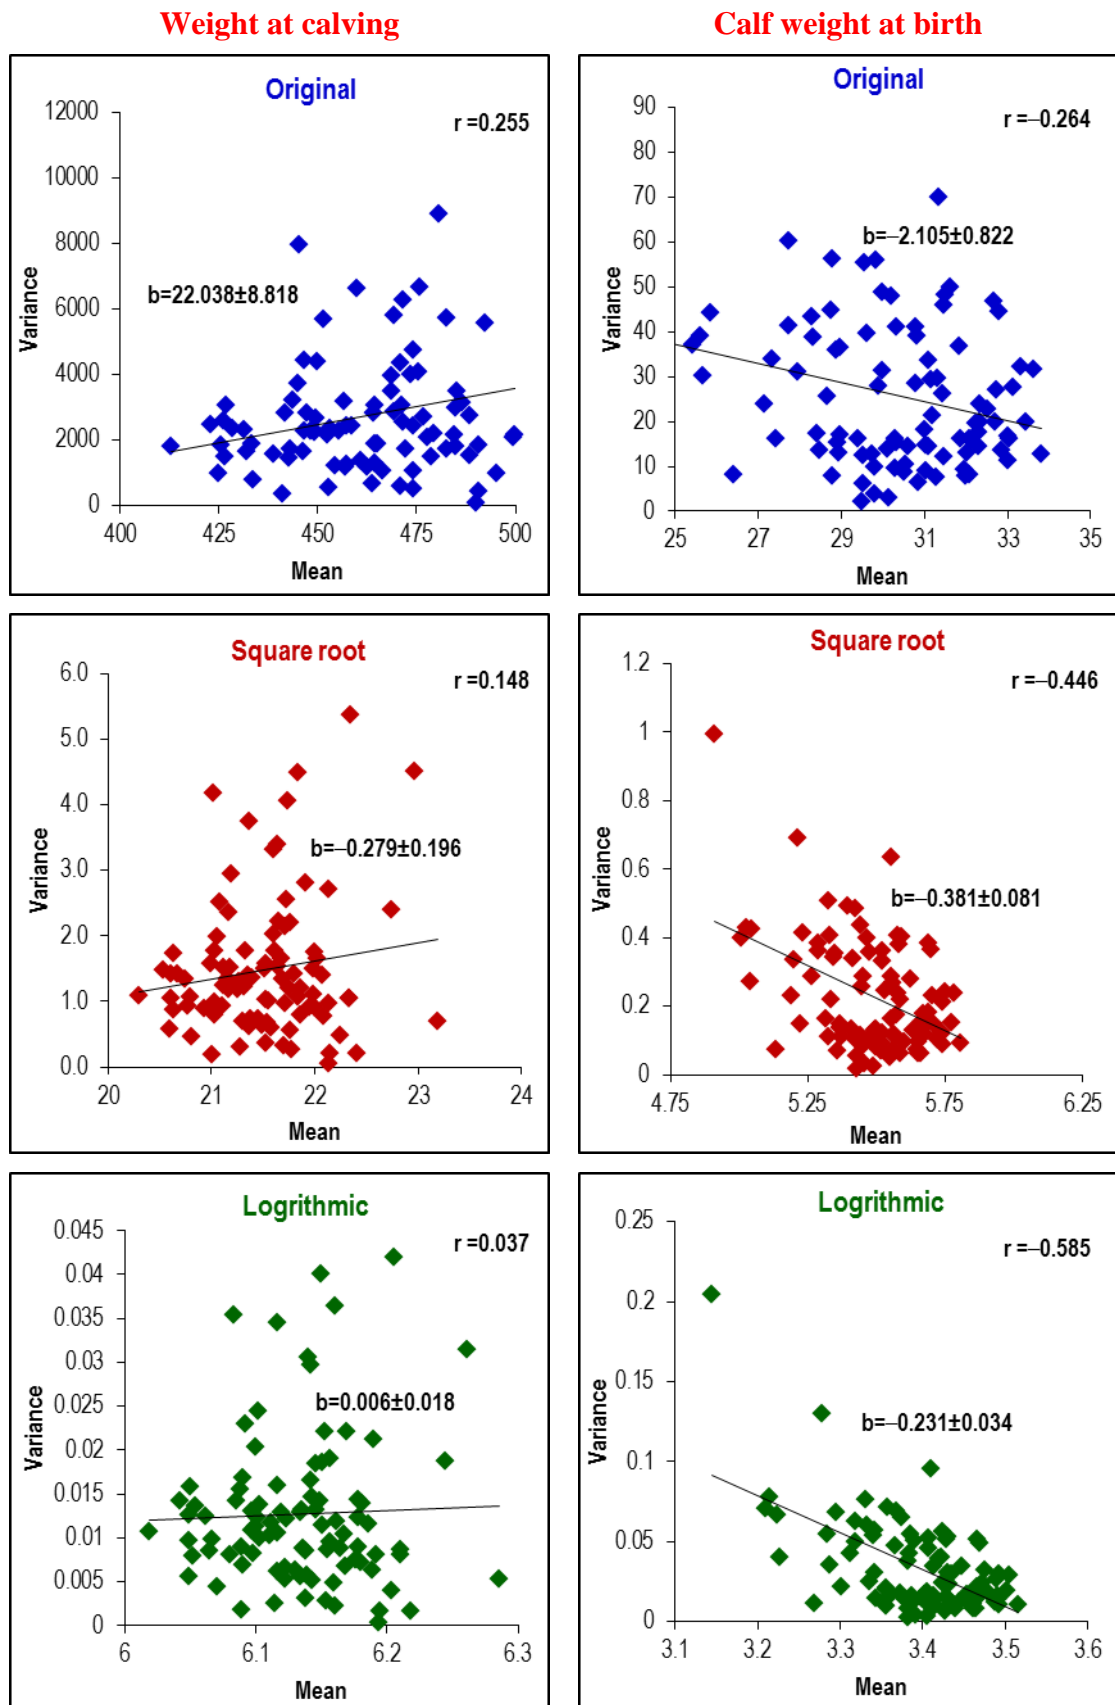 Weight at calving
Calf weight at birth
Original
r =0.255
12000
10000
8000
6000
4000
2000
0
b=22.038±8.818
Variance
400 425 450 475 500
Mean
Original
r =–0.264
90
80
70
60
50
40
30
20
10
0
b=–2.105±0.822
Variance
25 27 29 31 33 35
Mean
Square root
r =0.148
6.0
5.0
4.0
3.0
2.0
1.0
0.0
b=–0.279±0.196
Variance
20 21 22 23 24
Mean
Square root
r =–0.446
1.2
1
0.8
0.6
0.4
0.2
0
b=–0.381±0.081
Variance
4.75 5.25 5.75 6.25
Mean
Logrithmic
r =0.037
0.045
0.04
0.035
0.03
0.025
0.02
0.015
0.01
0.005
0
b=0.006±0.018
Variance
6 6.1 6.2 6.3
Mean
Logrithmic
r =–0.585
0.25
0.2
0.15
0.1
0.05
0
b=–0.231±0.034
Variance
3.1 3.2 3.3 3.4 3.5 3.6
Mean